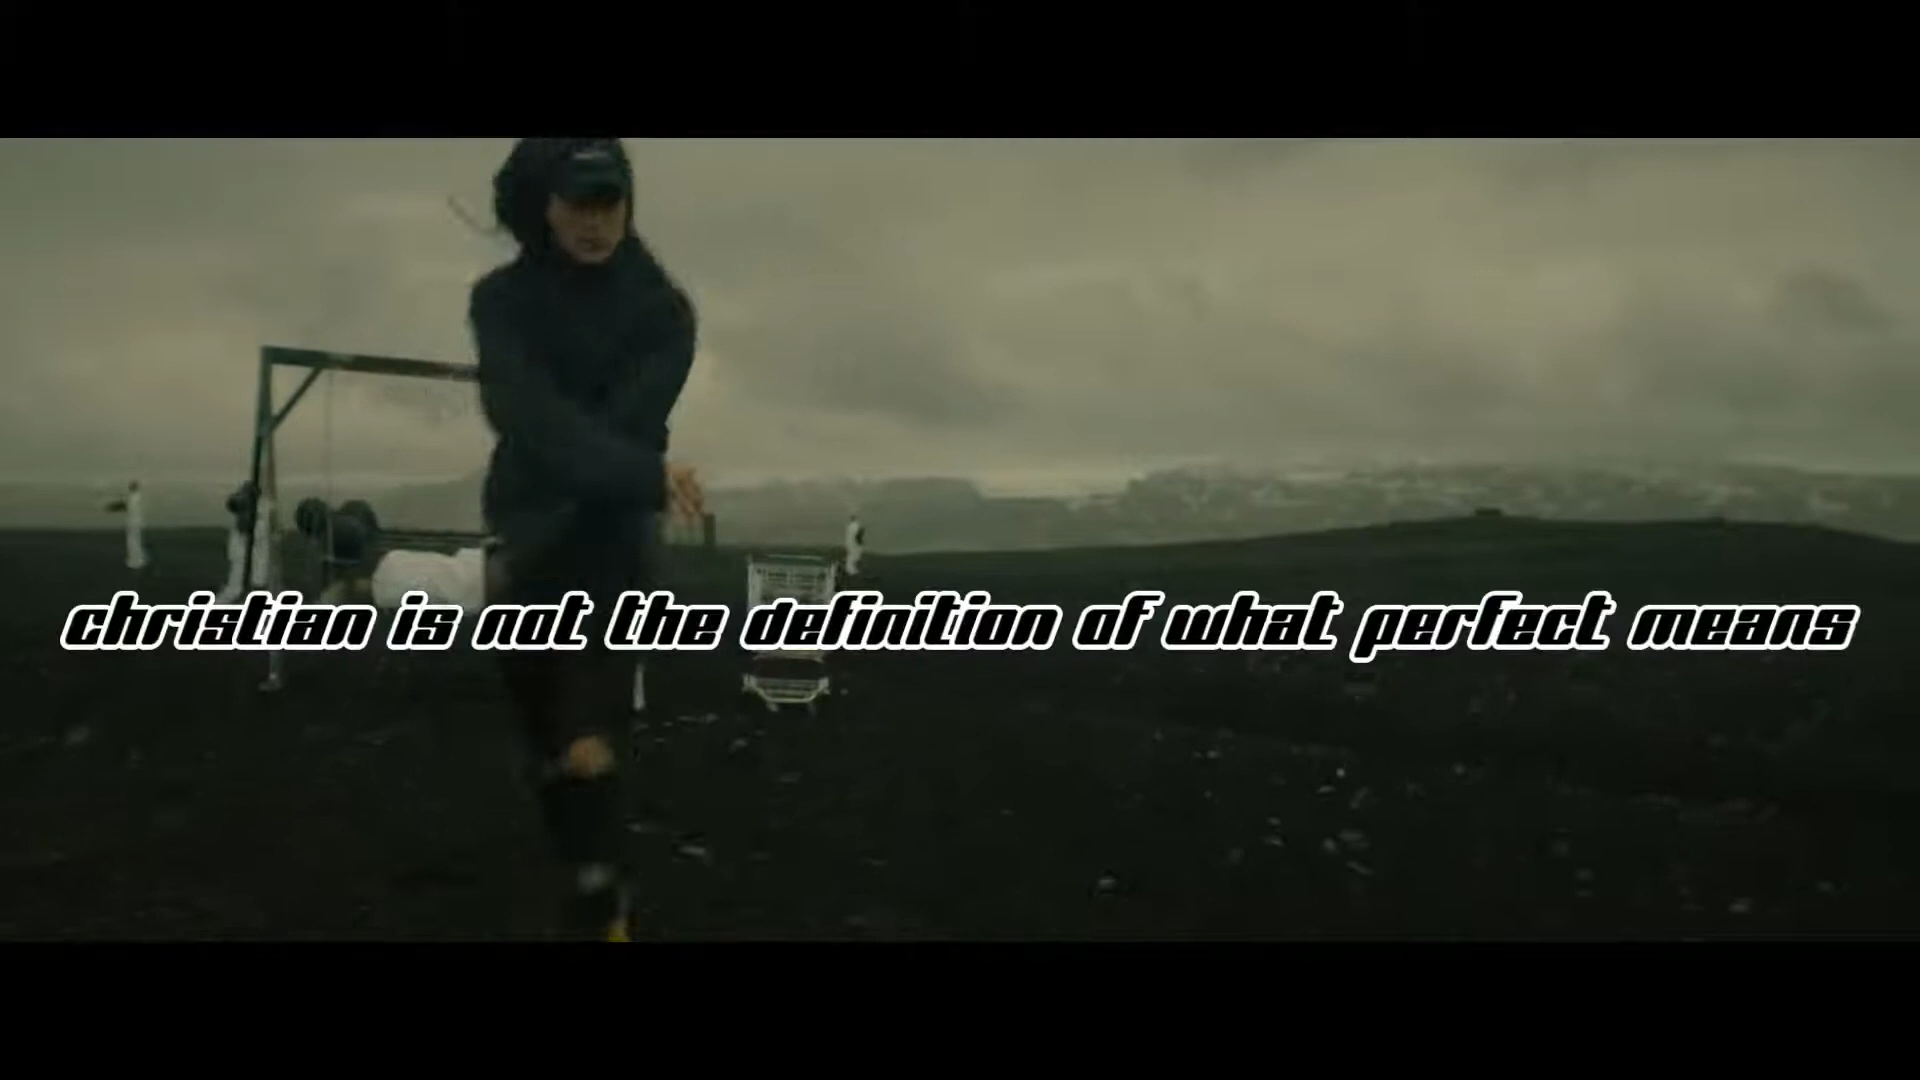 christian is not the definition of what perfect means